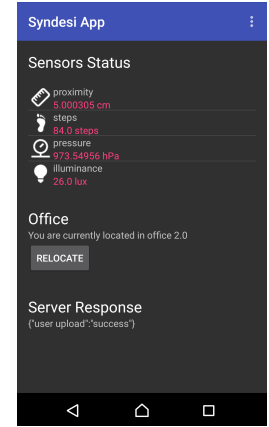 Syndesi App
Sensors Status
proximity
5.000305 cm
steps
84.0 steps
pressure
973.54956 hPa
illuminance
26.0 lux
Office
You are currently located in office 2.0
RELOCATE
Server Response
{"user upload":"success"}